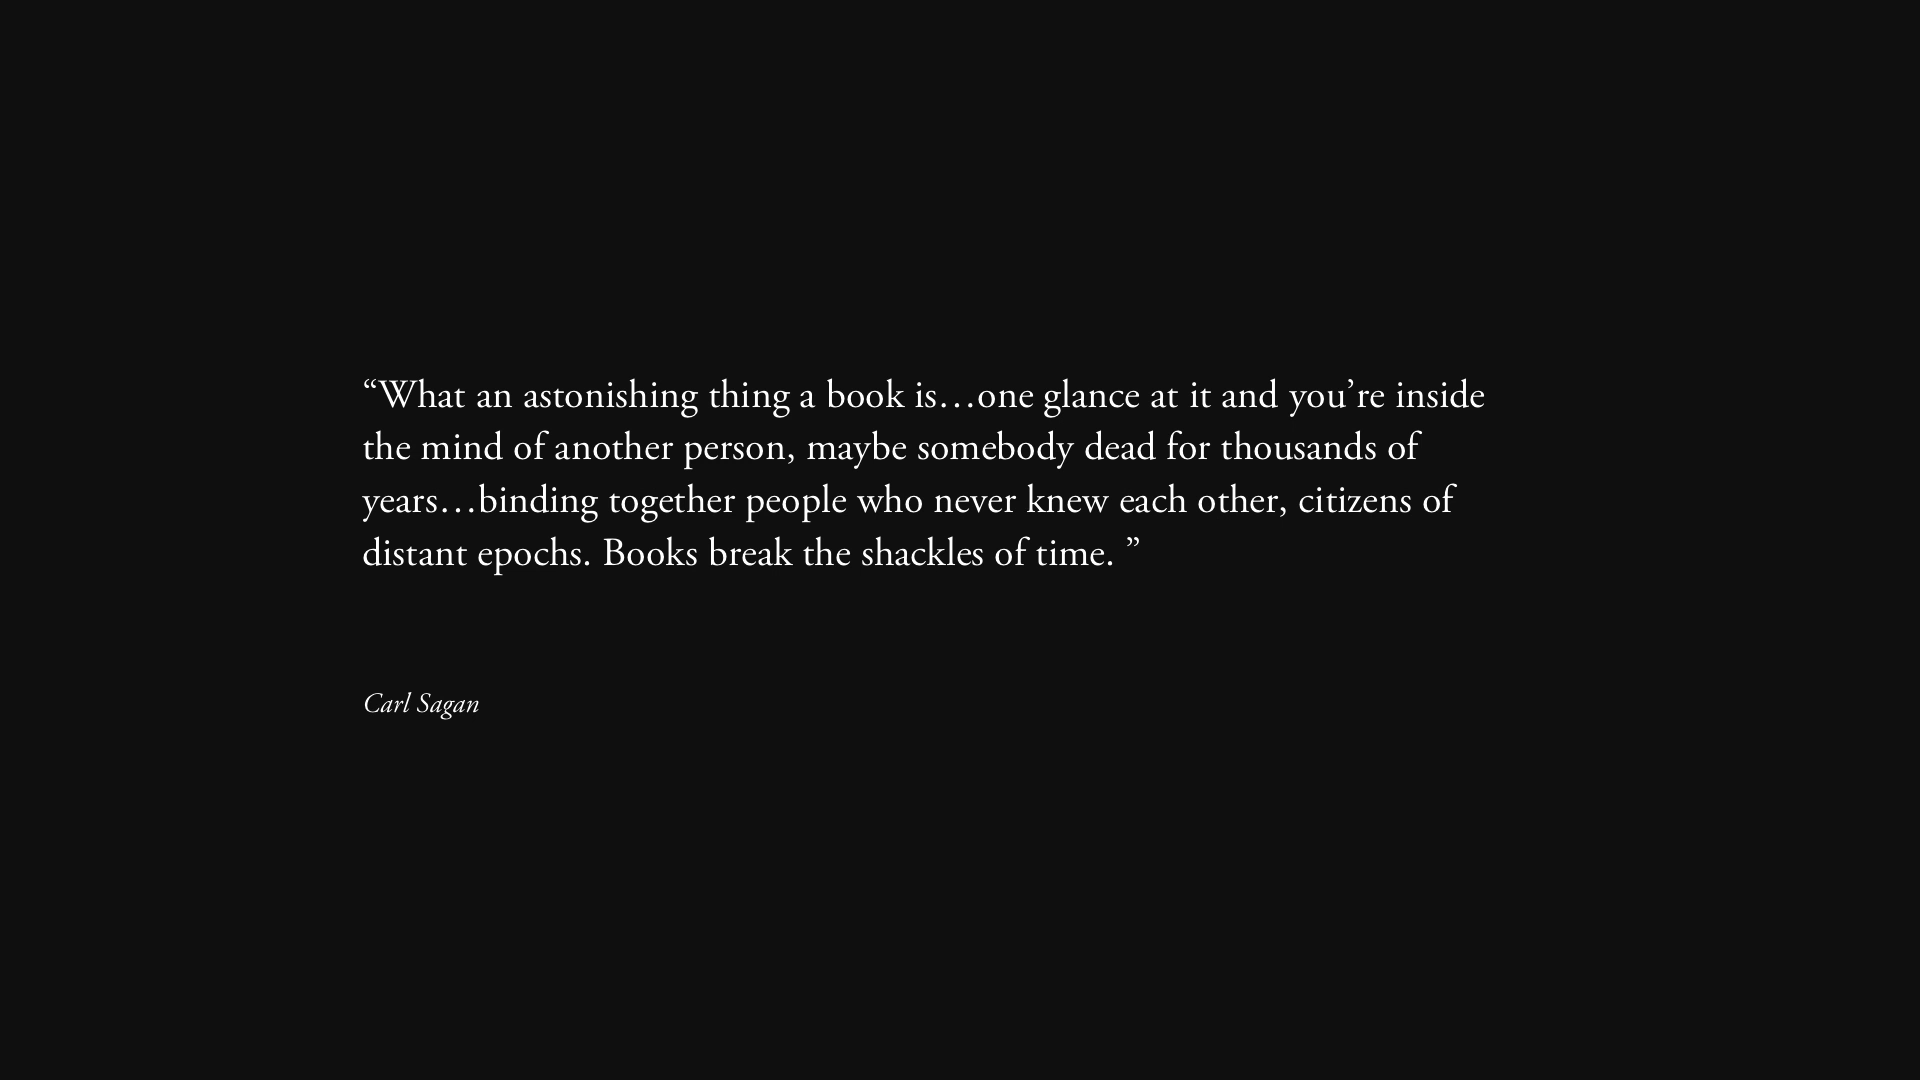 “What an astonishing thing a book is…one glance at it and you’re inside
the mind of another person, maybe somebody dead for thousands of
years…binding together people who never knew each other, citizens of
distant epochs. Books break the shackles of time. ”
Carl Sagan